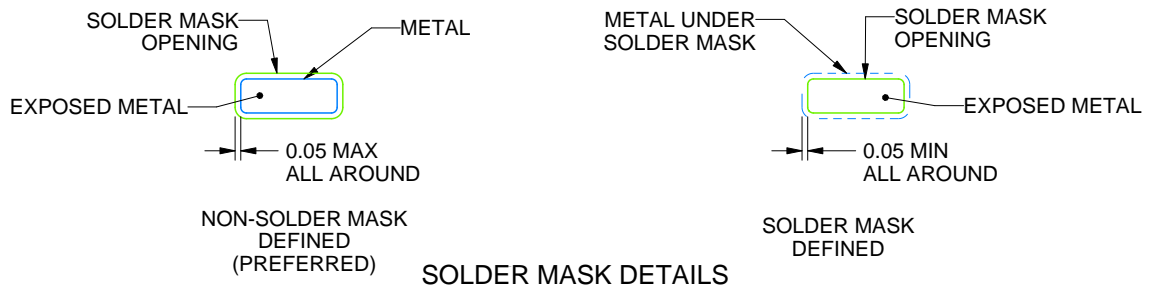 SOLDER MASK
OPENING
METAL
EXPOSED METAL
0.05 MAX
ALL AROUND
NON-SOLDER MASK
DEFINED
(PREFERRED)
METAL UNDER
SOLDER MASK
SOLDER MASK
OPENING
EXPOSED METAL
0.05 MIN
ALL AROUND
SOLDER MASK
DEFINED
SOLDER MASK DETAILS